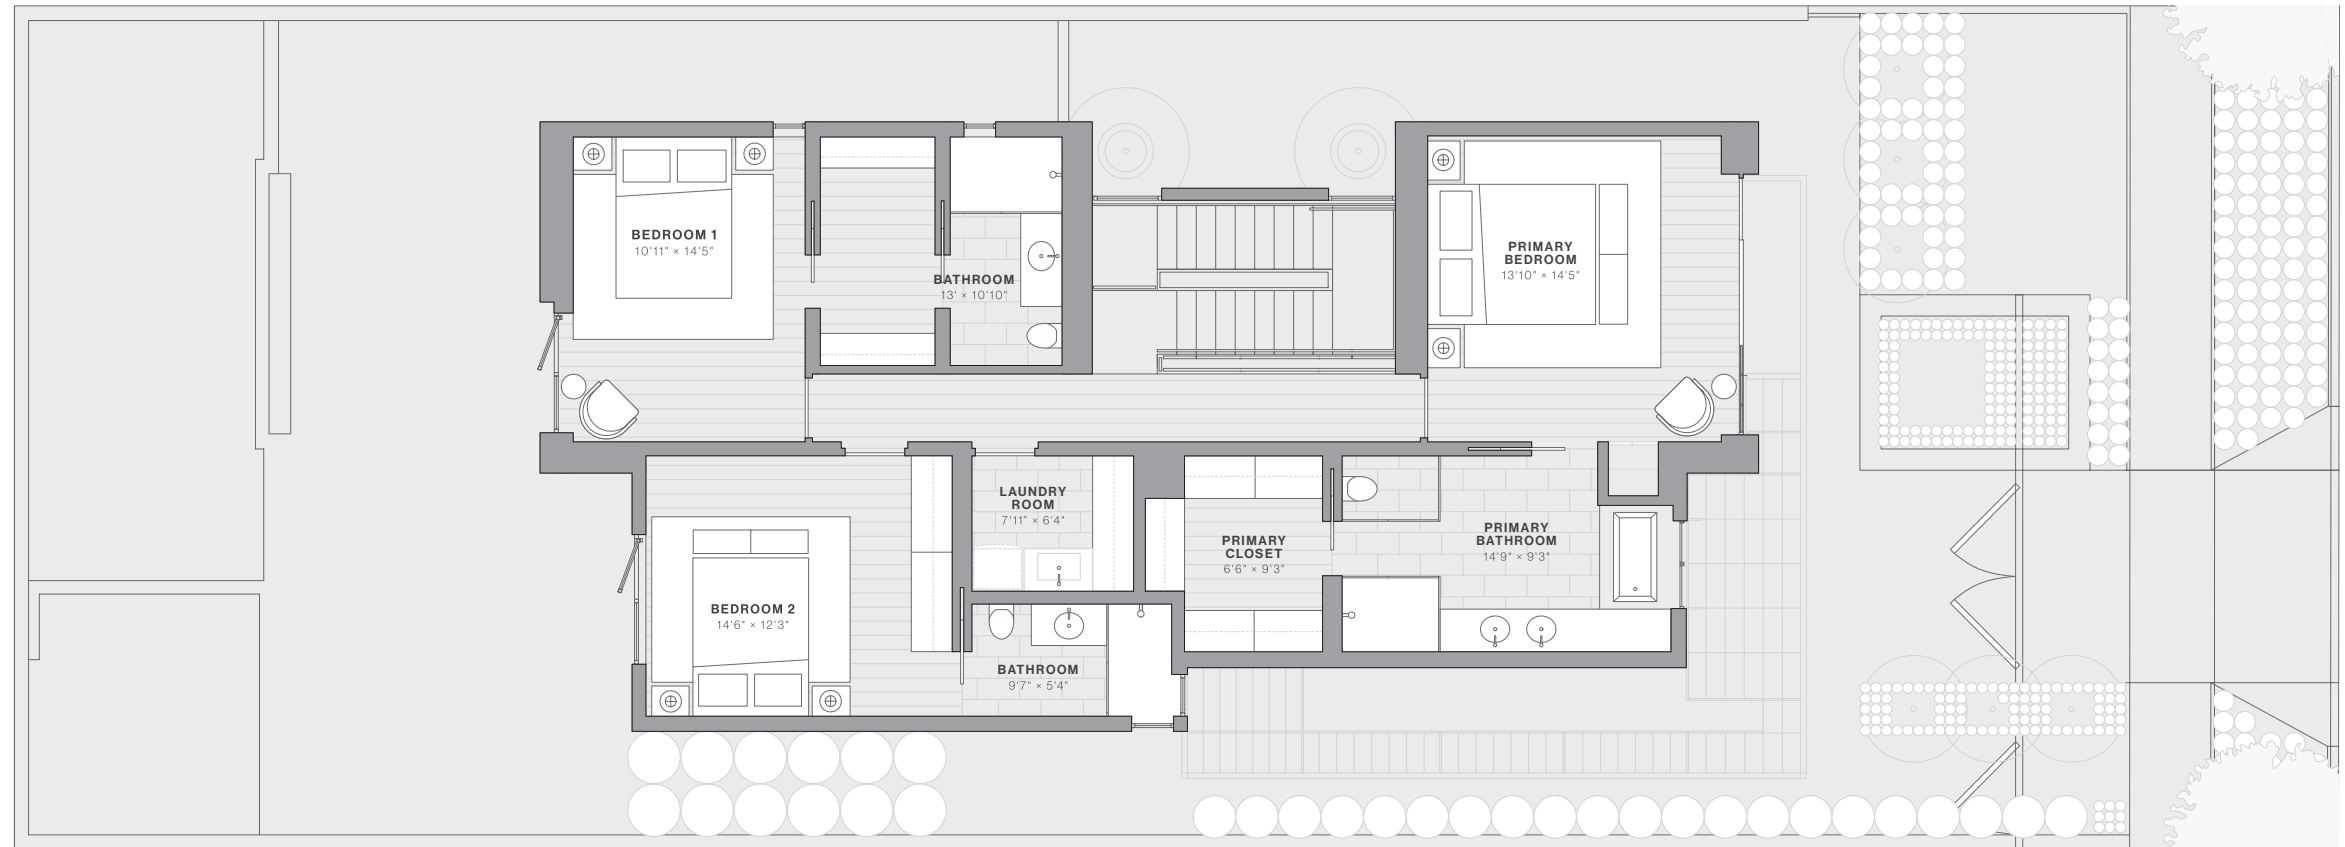 BEDROOM 1
10'11" × 14'5"
BATHROOM
13' × 10'10"
PRIMARY
BEDROOM
13'10" × 14'5"
LAUNDRY
ROOM
7'11" × 6'4"
PRIMARY
CLOSET
6'6" × 9'3"
PRIMARY
BATHROOM
14'9" × 9'3"
BEDROOM 2
14'6" × 12'3"
BATHROOM
9'7" × 5'4"